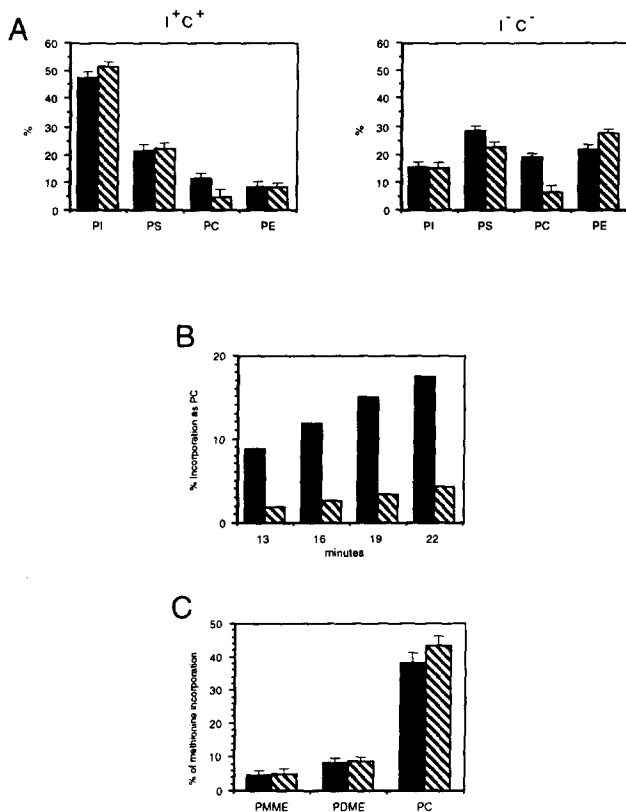 A
I⁺C⁺
I⁻C⁻
%
60
50
40
30
20
10
0
PI PS PC PE
%
60
50
40
30
20
10
0
PI PS PC PE
B
% Incorporation as PC
20
10
0
13 16 19 22
minutes
C
% of methionine incorporation
50
40
30
20
10
0
PMME PDME PC